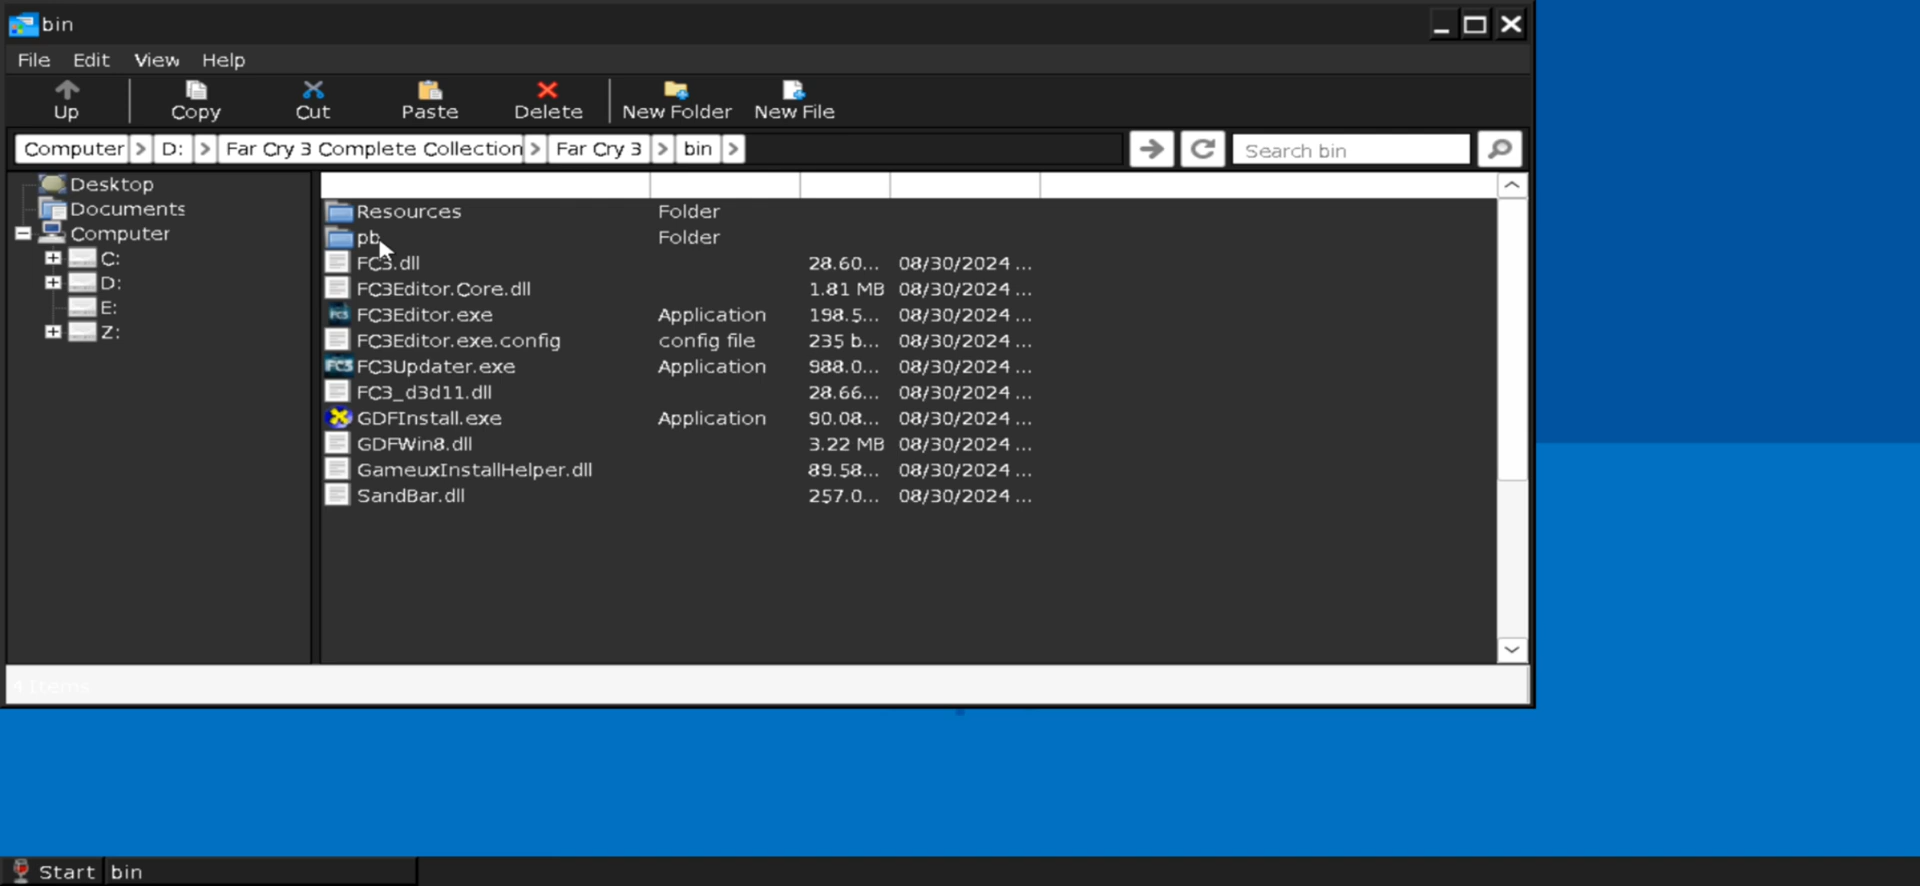 bin
File Edit View Help
Up Copy Cut Paste Delete New Folder New File
Computer > D: > Far Cry 3 Complete Collection > Far Cry 3 > bin > Search bin
Desktop
Documents
Computer
C:
D:
E:
Z:
Resources Folder
pb Folder
FC3.dll 28.60... 08/30/2024 ...
FC3Editor.Core.dll 1.81 MB 08/30/2024 ...
FC3Editor.exe Application 198.5... 08/30/2024 ...
FC3Editor.exe.config config file 235 b... 08/30/2024 ...
FC3Updater.exe Application 988.0... 08/30/2024 ...
FC3_d3d11.dll 28.66... 08/30/2024 ...
GDFInstall.exe Application 90.08... 08/30/2024 ...
GDFWin8.dll 3.22 MB 08/30/2024 ...
GameuxInstallHelper.dll 89.58... 08/30/2024 ...
SandBar.dll 257.0... 08/30/2024 ...
4 Items
Start bin